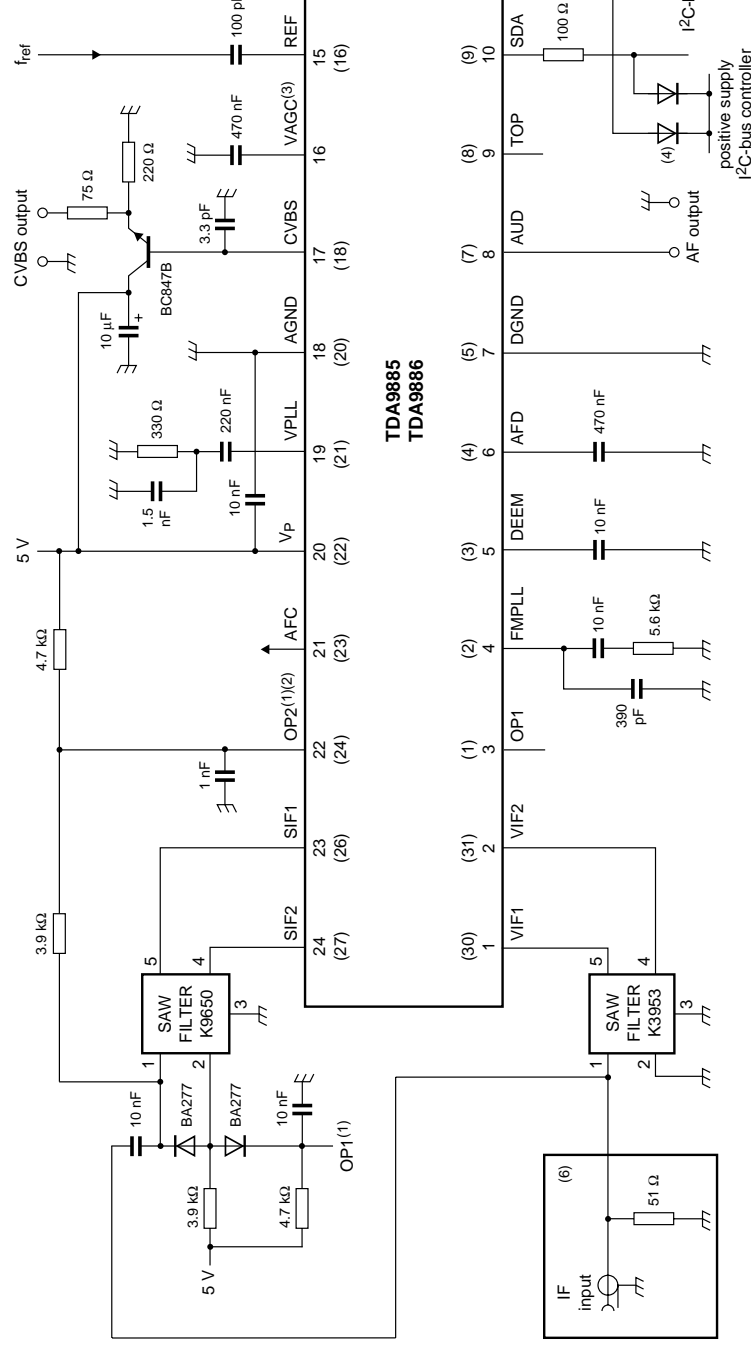 fref
100 pF
REF
15
(16)
VAGC(3)
16
470 nF
CVBS output
75 Ω
220 Ω
BC847B
3.3 pF
CVBS
17
(18)
10 μF
+
AGND
18
(20)
VPLL
19
(21)
330 Ω
220 nF
1.5
nF
10 nF
5 V
VP
20
(22)
4.7 kΩ
AFC
21
(23)
OP2(1)(2)
22
(24)
1 nF
SIF1
23
(26)
SIF2
24
(27)
3.9 kΩ
SAW
FILTER
K9650
1
2
3
4
5
10 nF
BA277
BA277
10 nF
OP1(1)
3.9 kΩ
4.7 kΩ
5 V
TDA9885
TDA9886
(9)
10
SDA
100 Ω
I2C-
positive supply
I2C-bus controller
(4)
(8)
9
TOP
(7)
8
AUD
AF output
(5)
7
DGND
(4)
6
AFD
470 nF
(3)
5
DEEM
10 nF
(2)
4
FMPLL
10 nF
5.6 kΩ
390
pF
(1)
3
OP1
(31)
2
VIF2
(30)
1
VIF1
SAW
FILTER
K3953
1
2
3
4
5
(6)
51 Ω
IF
input